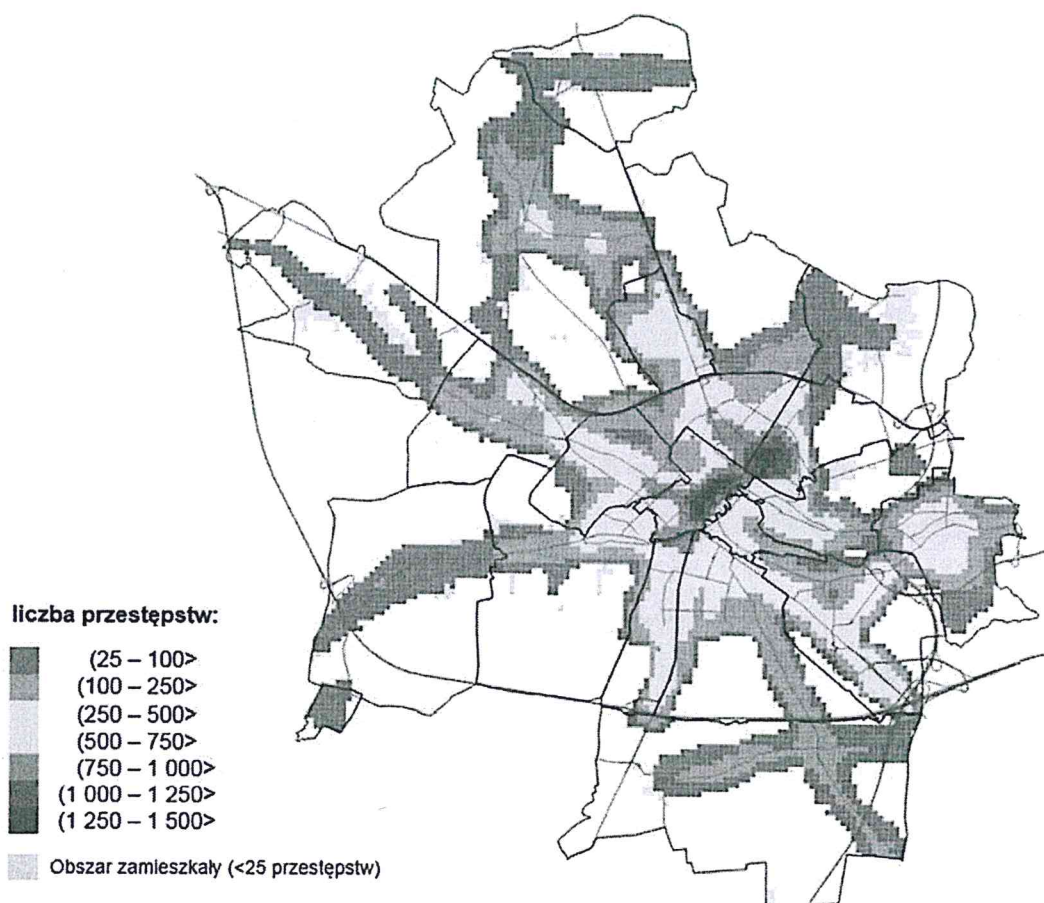 liczba przestępstw:
(25 – 100>
(100 – 250>
(250 – 500>
(500 – 750>
(750 – 1 000>
(1 000 – 1 250>
(1 250 – 1 500>
Obszar zamieszkały (<25 przestępstw)